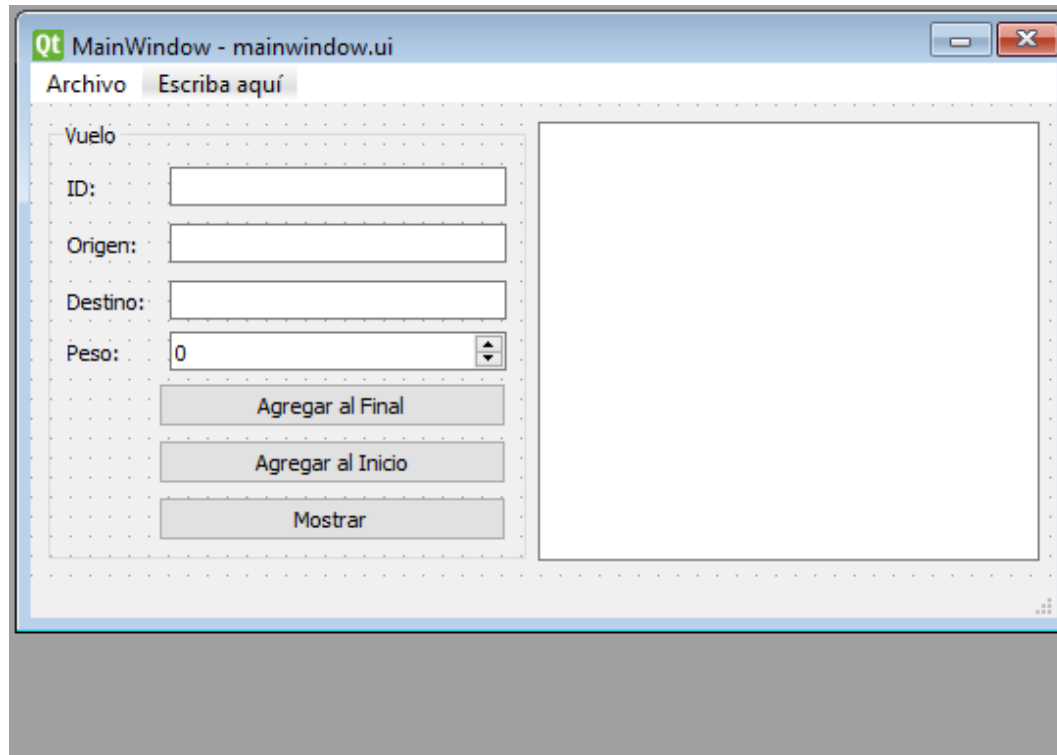 Qt MainWindow - mainwindow.ui
Archivo Escriba aquí
Vuelo
ID:
Origen:
Destino:
Peso: 0
Agregar al Final
Agregar al Inicio
Mostrar